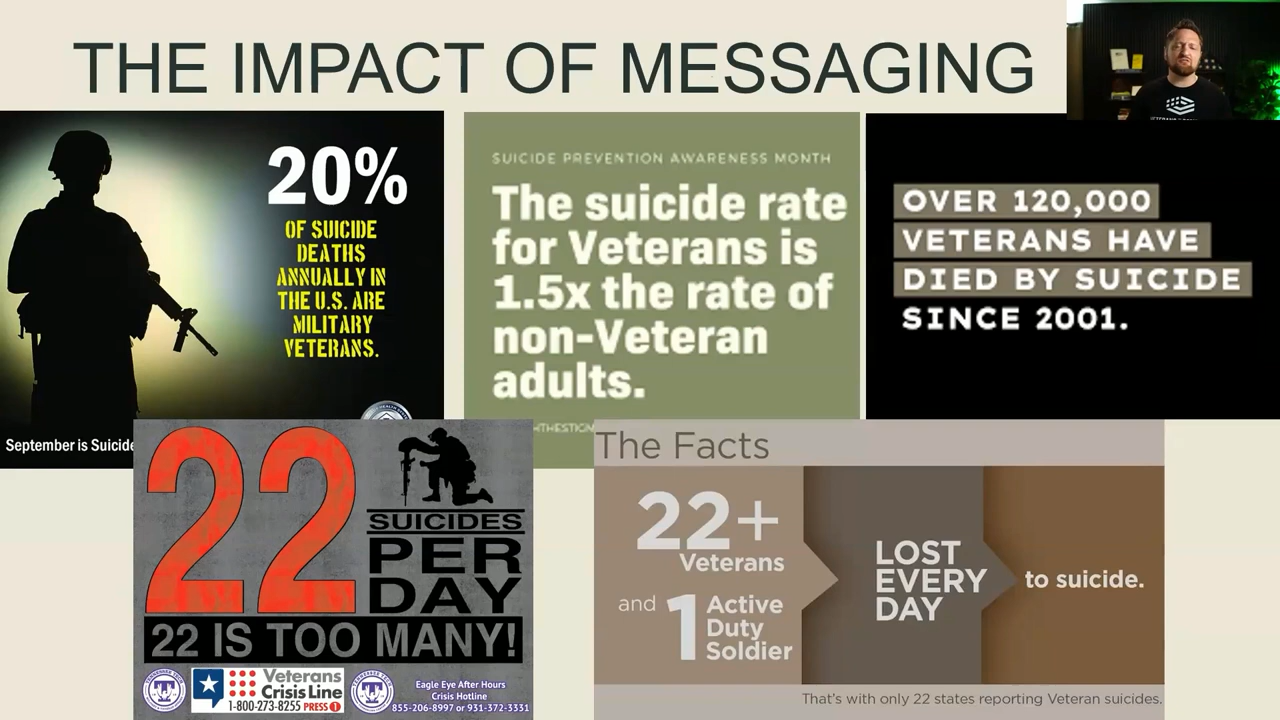 THE IMPACT OF MESSAGING
20%
OF SUICIDE
DEATHS
ANNUALLY IN
THE U.S. ARE
MILITARY
VETERANS.
September is Suicide
SUICIDE PREVENTION AWARENESS MONTH
The suicide rate
for Veterans is
1.5x the rate of
non-Veteran
adults.
OVER 120,000
VETERANS HAVE
DIED BY SUICIDE
SINCE 2001.
22
SUICIDES
PER
DAY
22 IS TOO MANY!
Veterans
Crisis Line
1-800-273-8255 PRESS 1
Eagle Eye After Hours
Crisis Hotline
855-206-8997 or 931-372-3331
The Facts
22+
Veterans
and 1 Active
Duty
Soldier
LOST
EVERY
DAY
to suicide.
That's with only 22 states reporting Veteran suicides.